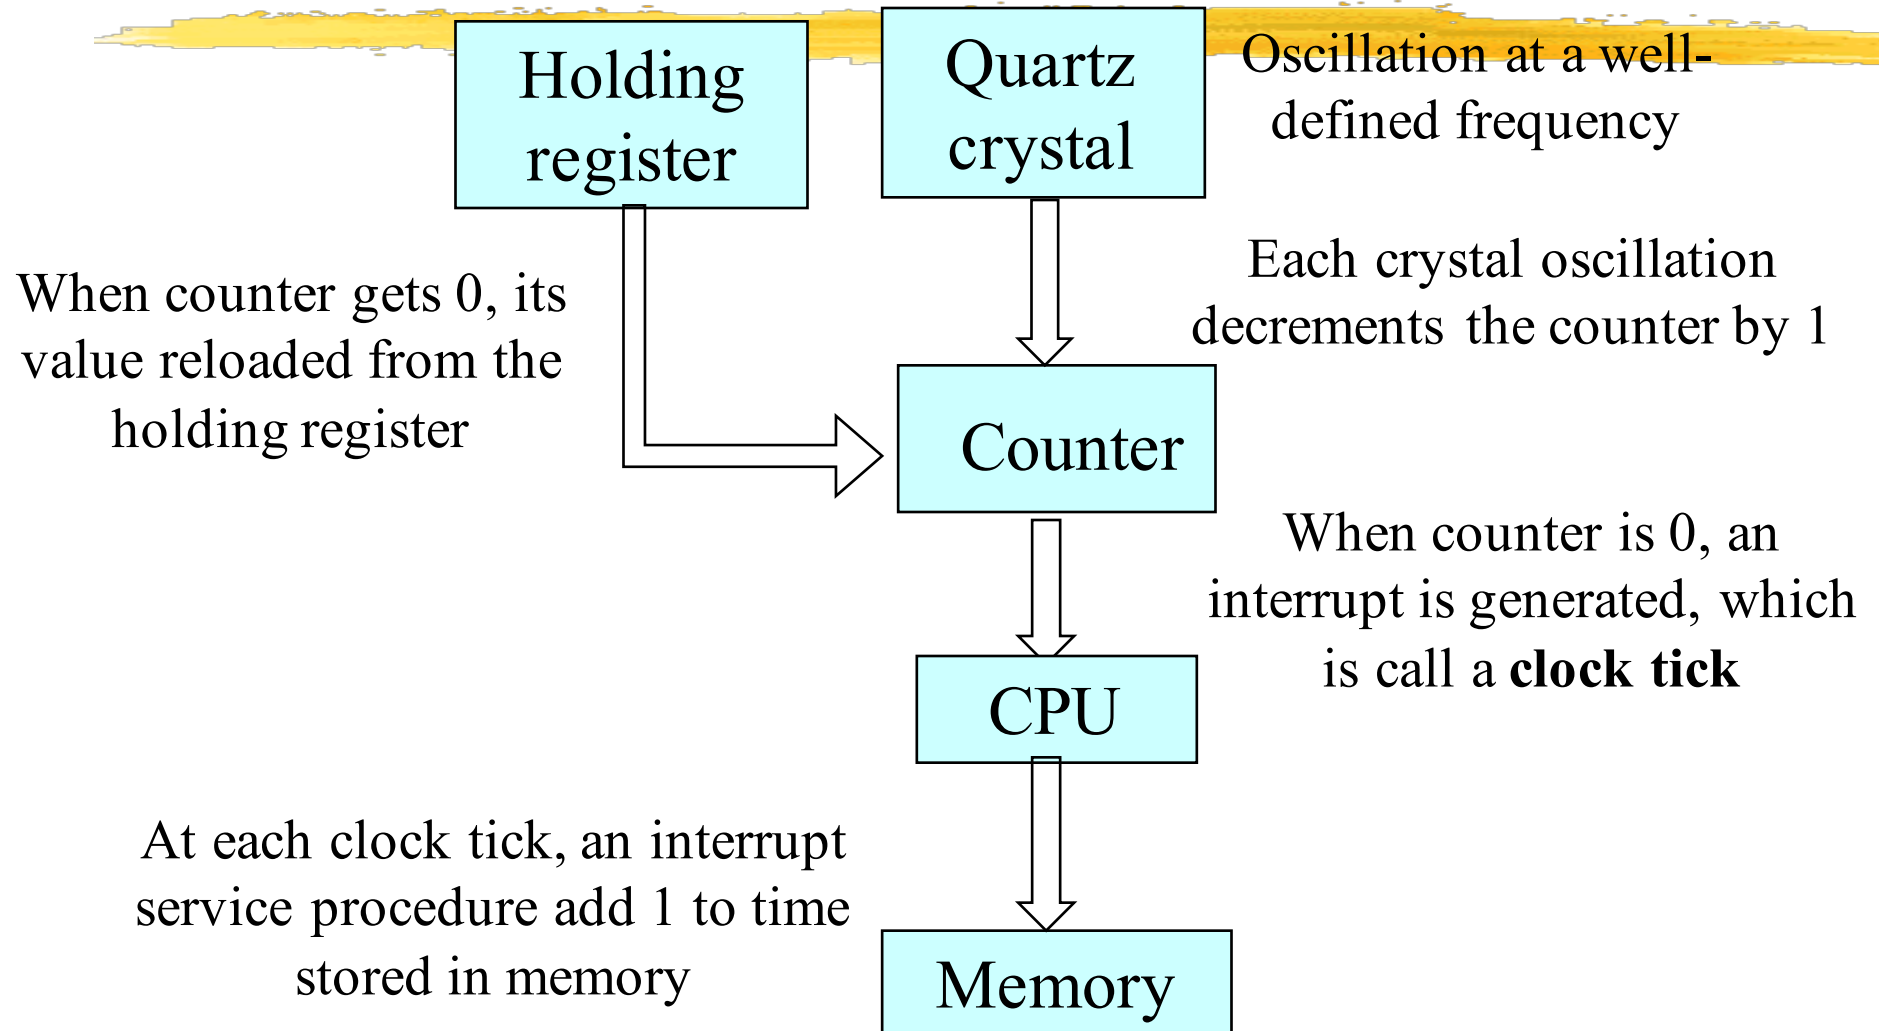 Holding
register
Quartz
crystal
Oscillation at a well-
defined frequency
When counter gets 0, its
value reloaded from the
holding register
Each crystal oscillation
decrements the counter by 1
Counter
When counter is 0, an
interrupt is generated, which
is call a clock tick
CPU
At each clock tick, an interrupt
service procedure add 1 to time
stored in memory
Memory